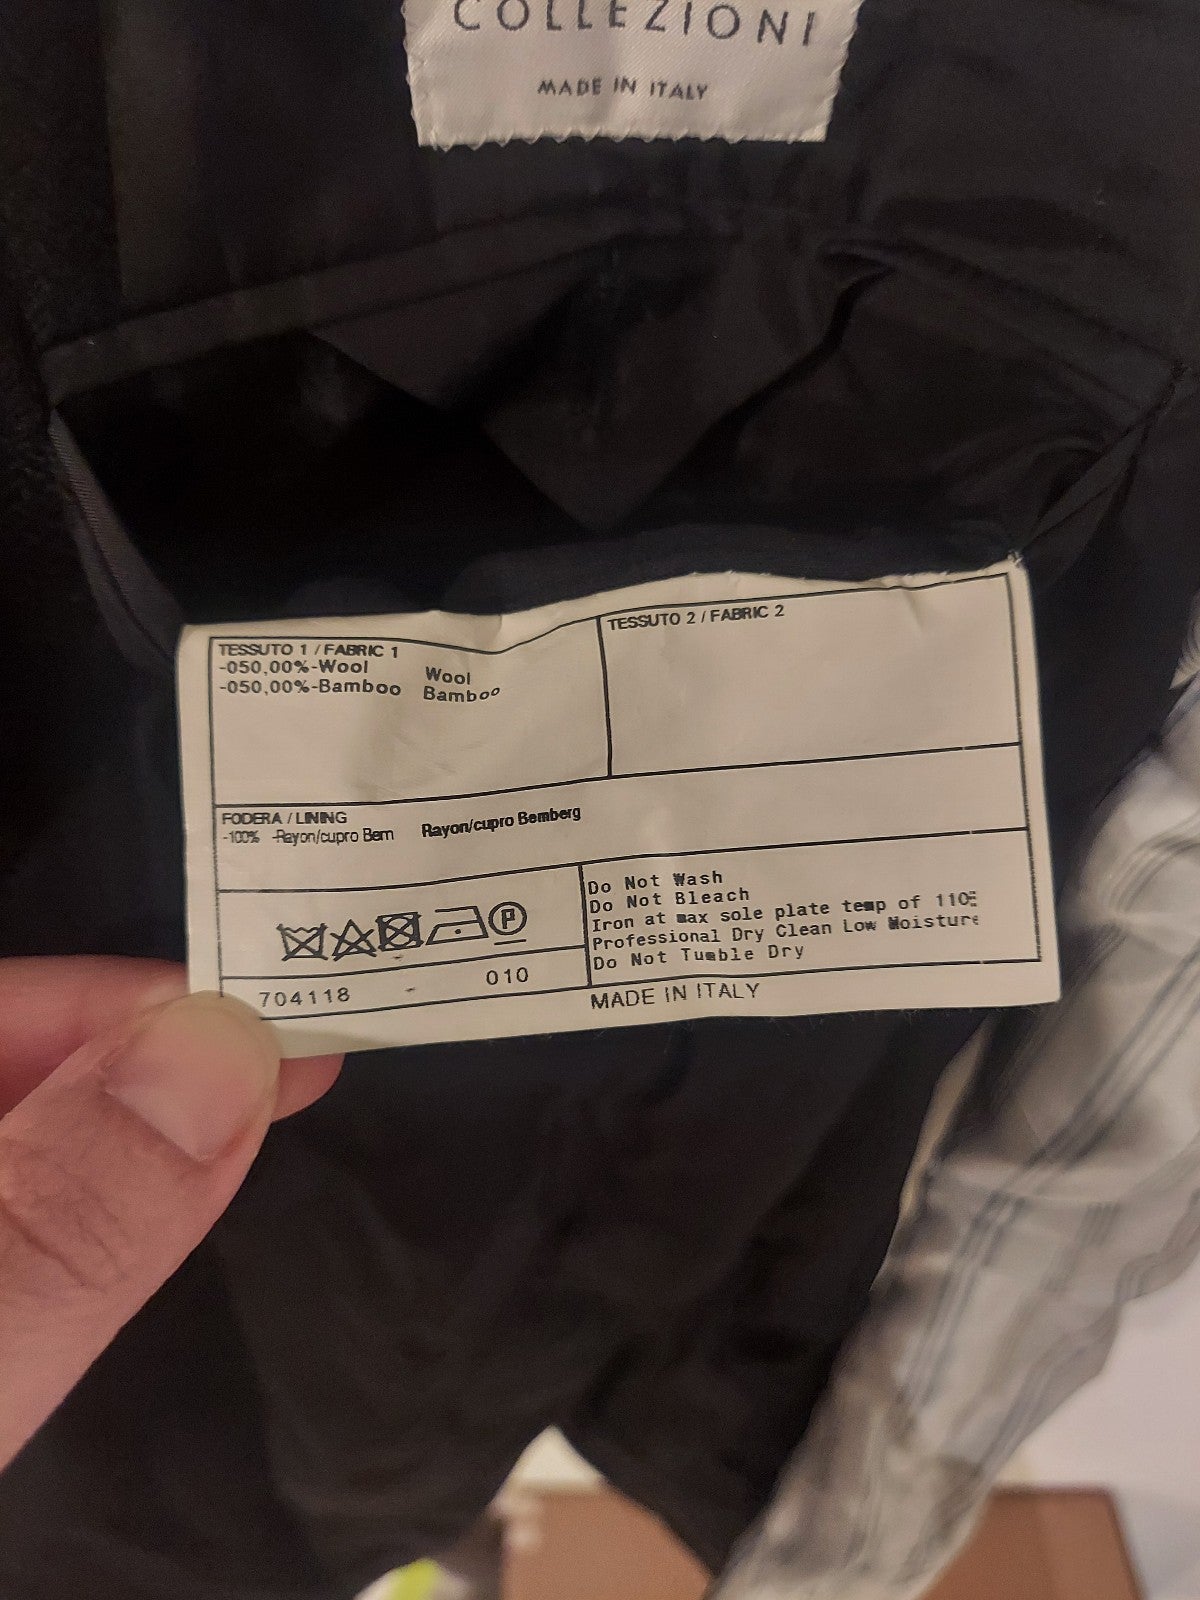 COLLEZIONI
MADE IN ITALY
TESSUTO 1 / FABRIC 1
-050,00%-Wool Wool
-050,00%-Bamboo Bamboo
TESSUTO 2 / FABRIC 2
FODERA / LINING
-100% -Rayon/cupro Bem Rayon/cupro Bemberg
P
Do Not Wash
Do Not Bleach
Iron at max sole plate temp of 110
Professional Dry Clean Low Moisture
Do Not Tumble Dry
704118 - 010
MADE IN ITALY